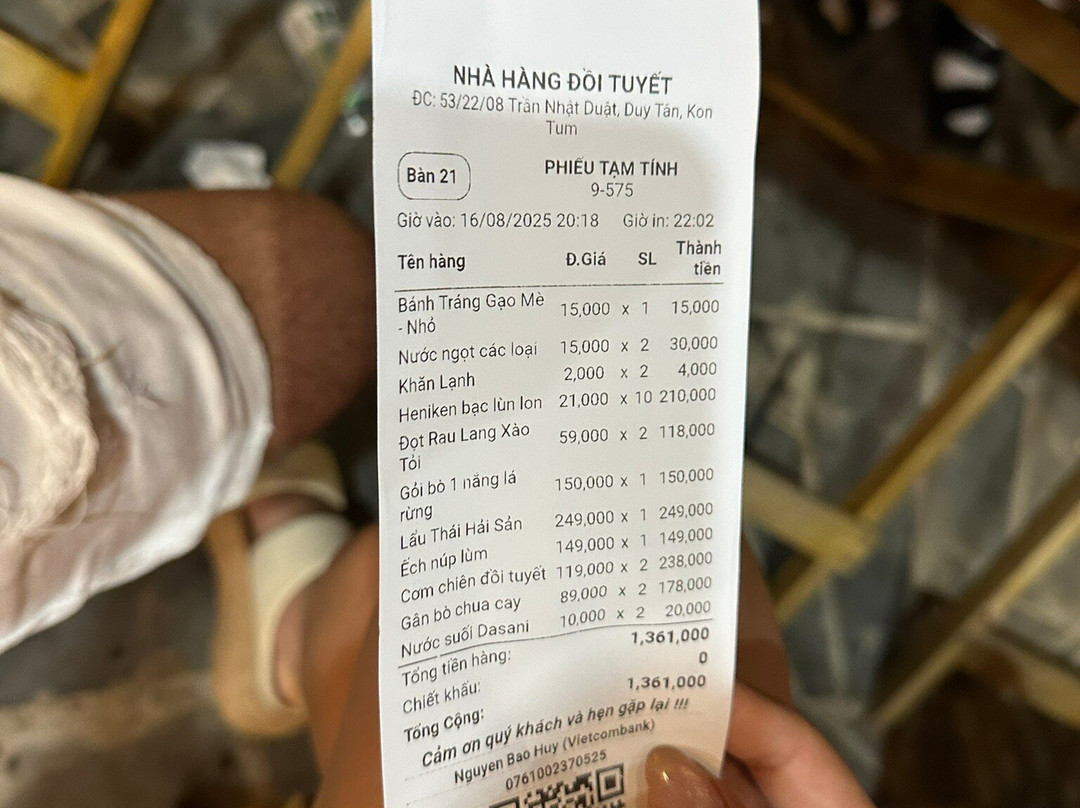 NHÀ HÀNG ĐỒI TUYẾT
ĐC: 53/22/08 Trần Nhật Duật, Duy Tân, Kon
Tum
Bàn 21
PHIẾU TẠM TÍNH
9-575
Giờ vào: 16/08/2025 20:18 Giờ in: 22:02
Tên hàng Đ.Giá SL Thành
tiền
Bánh Tráng Gạo Mè
- Nhỏ 15,000 x 1 15,000
Nước ngọt các loại 15,000 x 2 30,000
Khăn Lạnh 2,000 x 2 4,000
Heniken bạc lùn lon 21,000 x 10 210,000
Đọt Rau Lang Xào
Tỏi 59,000 x 2 118,000
Gỏi bò 1 nắng lá
rừng 150,000 x 1 150,000
Lẩu Thái Hải Sản 249,000 x 1 249,000
Ếch núp lùm 149,000 x 1 149,000
Cơm chiên đồi tuyết 119,000 x 2 238,000
Gân bò chua cay 89,000 x 2 178,000
Nước suối Dasani 10,000 x 2 20,000
Tổng tiền hàng: 1,361,000
Chiết khấu: 0
Tổng Cộng: 1,361,000
Cảm ơn quý khách và hẹn gặp lại !!!
Nguyen Bao Huy (Vietcombank)
0761002370525